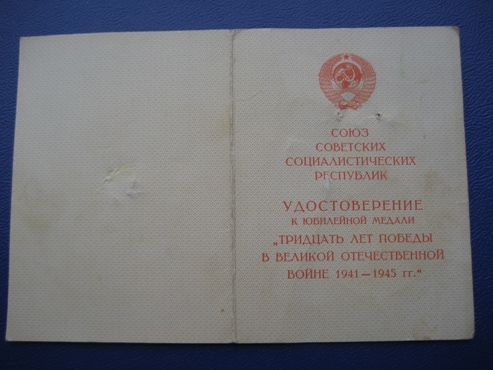 СОЮЗ
СОВЕТСКИХ
СОЦИАЛИСТИЧЕСКИХ
РЕСПУБЛИК
УДОСТОВЕРЕНИЕ
К ЮБИЛЕЙНОЙ МЕДАЛИ
„ТРИДЦАТЬ ЛЕТ ПОБЕДЫ
В ВЕЛИКОЙ ОТЕЧЕСТВЕННОЙ
ВОЙНЕ 1941—1945 гг.“